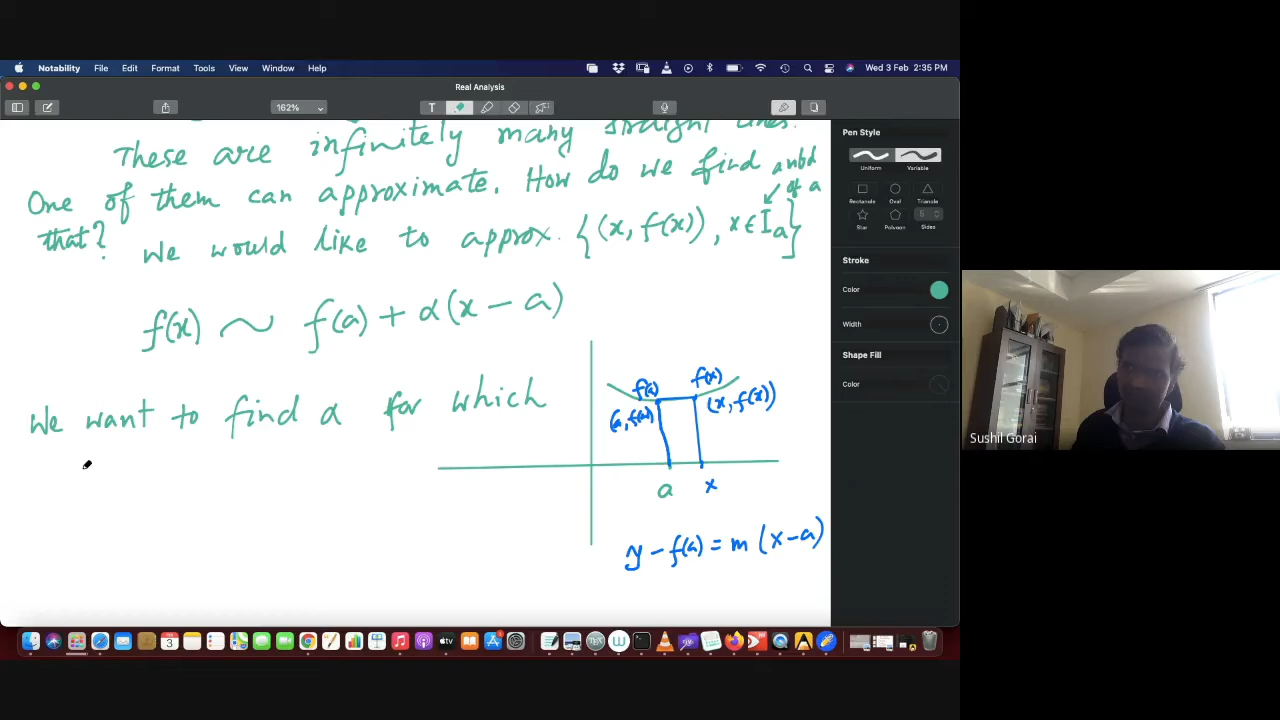 Notability File Edit Format Tools View Window Help Wed 3 Feb 2:35 PM
Real Analysis
162%
T
infinitely many straight lines.
These are
One of them can approximate. How do we find
a nbd
of a
that? We would like to approx. {(x, f(x)), x ∈ I_a}
f(x) ~ f(a) + α(x - a)
We want to find α for which
f(a)
f(x)
(a, f(a))
(x, f(x))
a
x
y - f(a) = m (x - a)
Pen Style
Uniform Variable
Rectangle Oval Triangle
5
Star Polygon Sides
Stroke
Color
Width
Shape Fill
Color
Sushil Gorai
tv